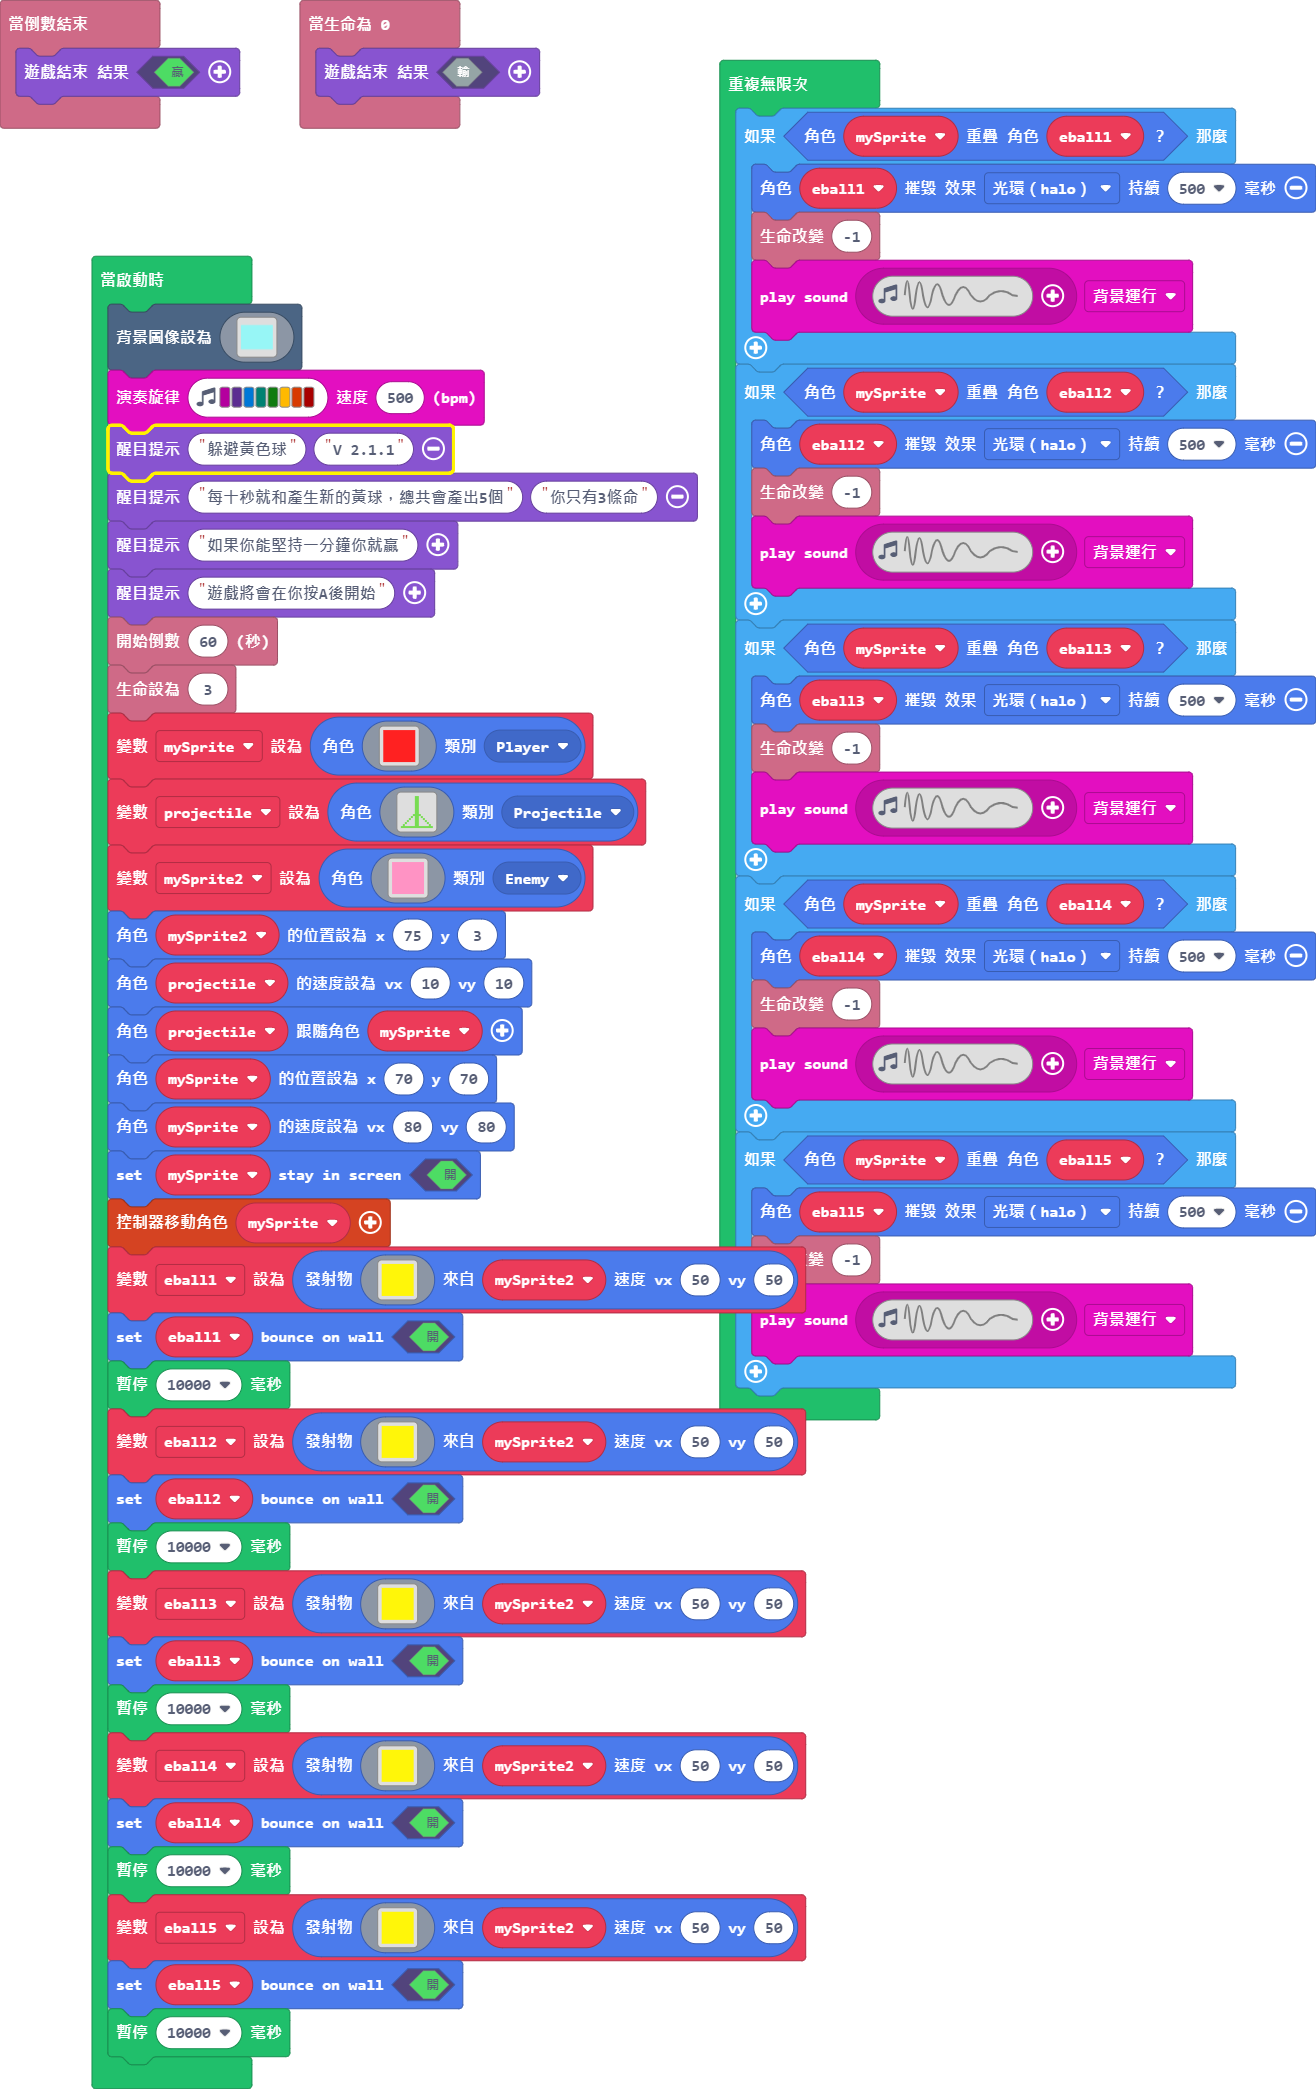 當倒數結束
遊戲結束 結果 贏
當生命為 0
遊戲結束 結果 輸
當啟動時
背景圖像設為
演奏旋律 速度 500 (bpm)
醒目提示 "躲避黃色球" "V 2.1.1"
醒目提示 "每十秒就和產生新的黃球，總共會產出5個" "你只有3條命"
醒目提示 "如果你能堅持一分鐘你就贏"
醒目提示 "遊戲將會在你按A後開始"
開始倒數 60 (秒)
生命設為 3
變數 mySprite 設為 角色 類別 Player
變數 projectile 設為 角色 類別 Projectile
變數 mySprite2 設為 角色 類別 Enemy
角色 mySprite2 的位置設為 x 75 y 3
角色 projectile 的速度設為 vx 10 vy 10
角色 projectile 跟隨角色 mySprite
角色 mySprite 的位置設為 x 70 y 70
角色 mySprite 的速度設為 vx 80 vy 80
set mySprite stay in screen 開
控制器移動角色 mySprite
變數 eball1 設為 發射物 來自 mySprite2 速度 vx 50 vy 50
set eball1 bounce on wall 開
暫停 10000 毫秒
變數 eball2 設為 發射物 來自 mySprite2 速度 vx 50 vy 50
set eball2 bounce on wall 開
暫停 10000 毫秒
變數 eball3 設為 發射物 來自 mySprite2 速度 vx 50 vy 50
set eball3 bounce on wall 開
暫停 10000 毫秒
變數 eball4 設為 發射物 來自 mySprite2 速度 vx 50 vy 50
set eball4 bounce on wall 開
暫停 10000 毫秒
變數 eball5 設為 發射物 來自 mySprite2 速度 vx 50 vy 50
set eball5 bounce on wall 開
暫停 10000 毫秒
重複無限次
如果 角色 mySprite 重疊 角色 eball1 ? 那麼
角色 eball1 摧毀 效果 光環 ( halo ) 持續 500 毫秒
生命改變 -1
play sound 背景運行
如果 角色 mySprite 重疊 角色 eball2 ? 那麼
角色 eball2 摧毀 效果 光環 ( halo ) 持續 500 毫秒
生命改變 -1
play sound 背景運行
如果 角色 mySprite 重疊 角色 eball3 ? 那麼
角色 eball3 摧毀 效果 光環 ( halo ) 持續 500 毫秒
生命改變 -1
play sound 背景運行
如果 角色 mySprite 重疊 角色 eball4 ? 那麼
角色 eball4 摧毀 效果 光環 ( halo ) 持續 500 毫秒
生命改變 -1
play sound 背景運行
如果 角色 mySprite 重疊 角色 eball5 ? 那麼
角色 eball5 摧毀 效果 光環 ( halo ) 持續 500 毫秒
變 -1
play sound 背景運行